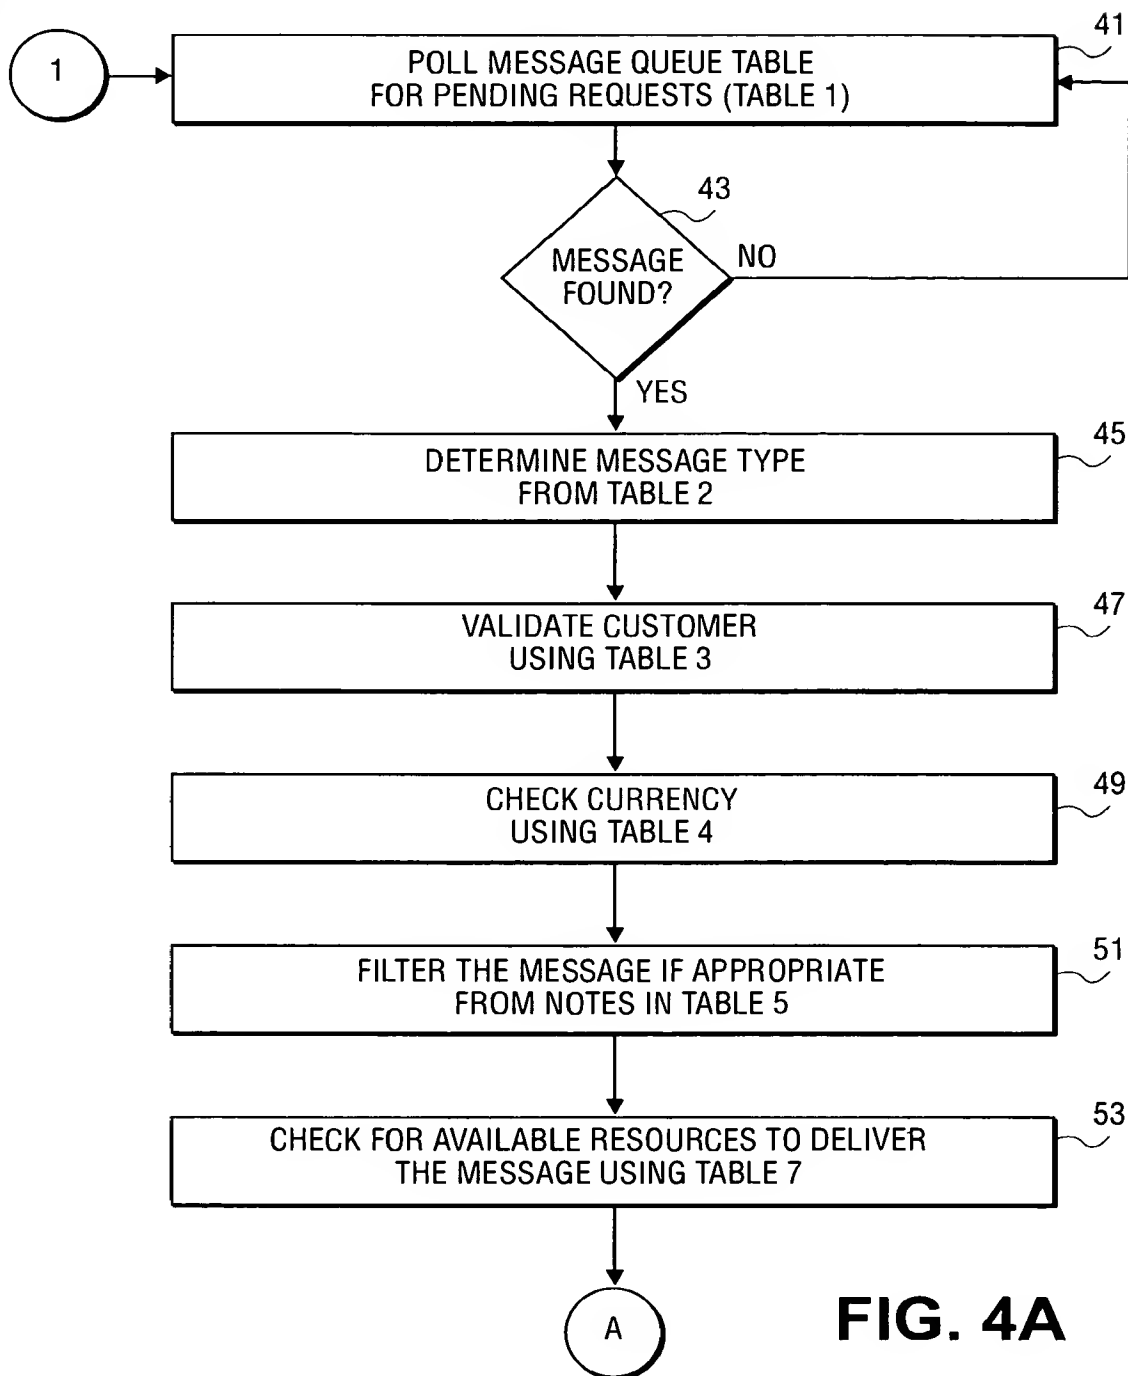 41
1
POLL MESSAGE QUEUE TABLE
FOR PENDING REQUESTS (TABLE 1)
43
MESSAGE
FOUND?
NO
YES
45
DETERMINE MESSAGE TYPE
FROM TABLE 2
47
VALIDATE CUSTOMER
USING TABLE 3
49
CHECK CURRENCY
USING TABLE 4
51
FILTER THE MESSAGE IF APPROPRIATE
FROM NOTES IN TABLE 5
53
CHECK FOR AVAILABLE RESOURCES TO DELIVER
THE MESSAGE USING TABLE 7
A
FIG. 4A